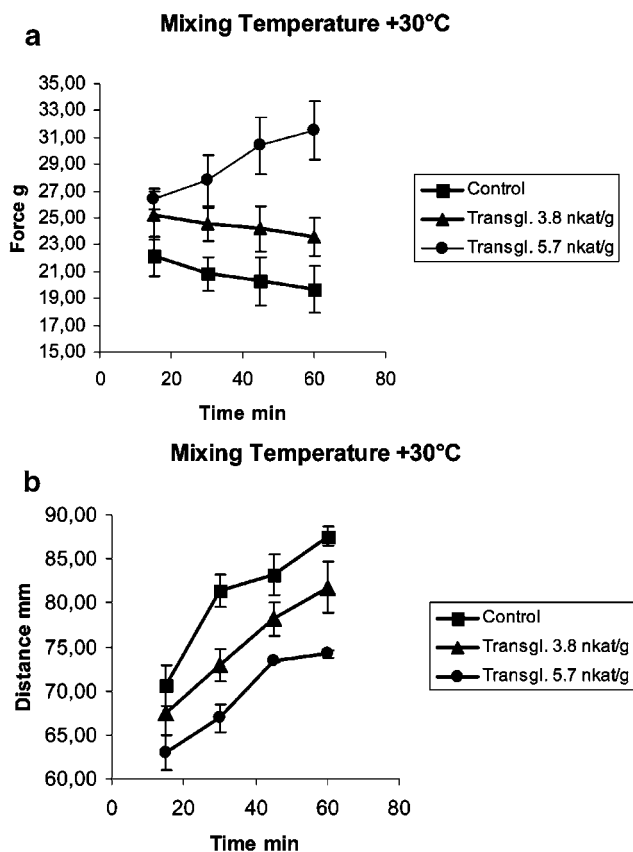 a
Mixing Temperature +30°C
35,00
33,00
31,00
29,00
27,00
25,00
23,00
21,00
19,00
17,00
15,00
Force g
0 20 40 60 80
Time min
Control
Transgl. 3.8 nkat/g
Transgl. 5.7 nkat/g
Mixing Temperature +30°C
b
90,00
85,00
80,00
75,00
70,00
65,00
60,00
Distance mm
0 20 40 60 80
Time min
Control
Transgl. 3.8 nkat/g
Transgl. 5.7 nkat/g